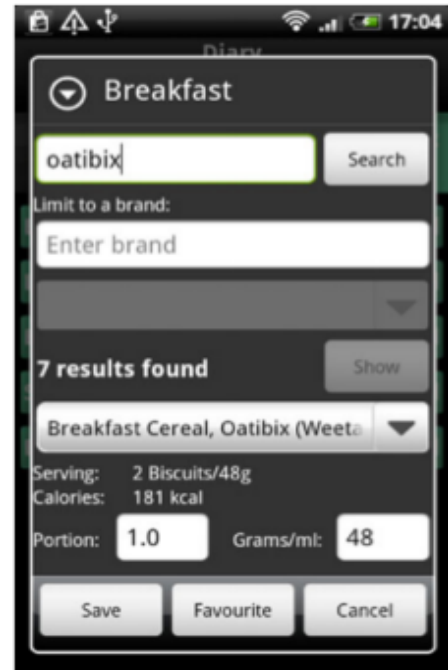 17:04
Diary
Breakfast
oatibix
Search
Limit to a brand:
Enter brand
7 results found
Show
Breakfast Cereal, Oatibix (Weeta
Serving: 2 Biscuits/48g
Calories: 181 kcal
Portion: 1.0 Grams/ml: 48
Save Favourite Cancel